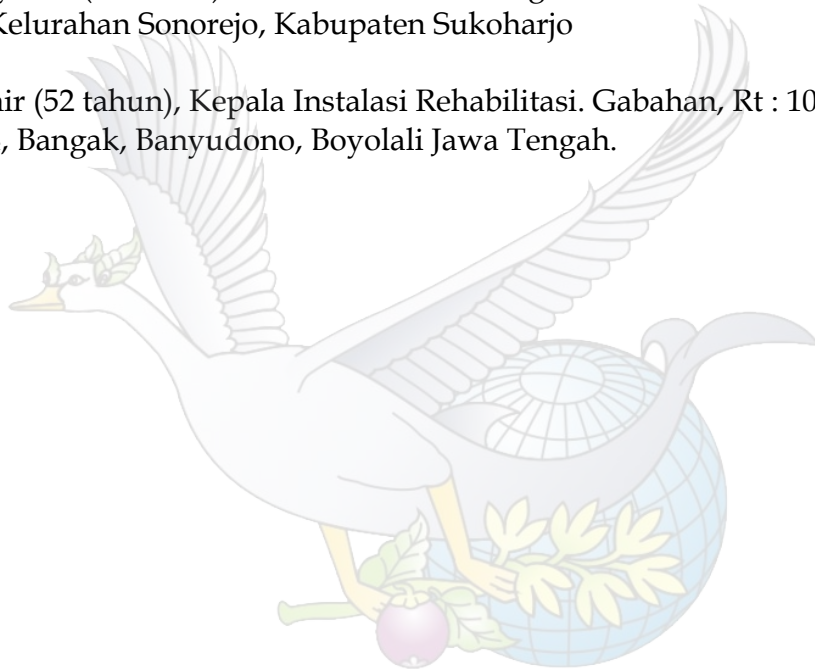 Kelurahan Sonorejo, Kabupaten Sukoharjo
ir (52 tahun), Kepala Instalasi Rehabilitasi. Gabahan, Rt : 10
, Bangak, Banyudono, Boyolali Jawa Tengah.